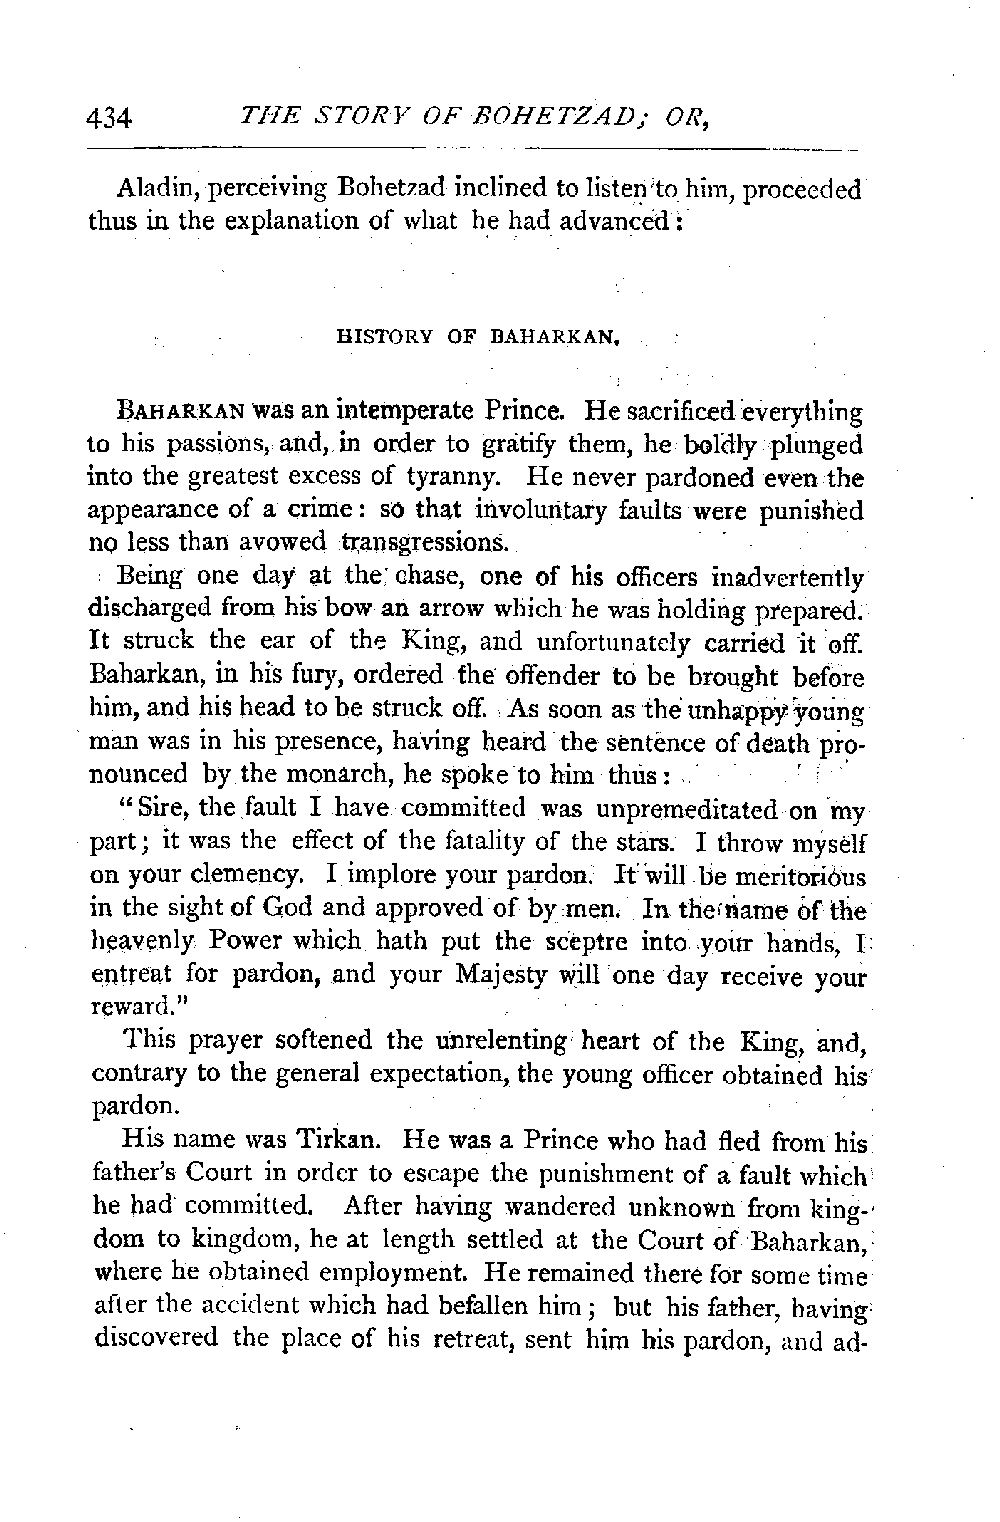 434 THE STORY OF BOHETZAD; OR,
Aladin, perceiving Bohetzad inclined to listen to him, proceeded
thus in the explanation of what he had advanced:
HISTORY OF BAHARKAN.
BAHARKAN was an intemperate Prince. He sacrificed everything
to his passions, and, in order to gratify them, he boldly plunged
into the greatest excess of tyranny. He never pardoned even the
appearance of a crime: so that involuntary faults were punished
no less than avowed transgressions.
Being one day at the chase, one of his officers inadvertently
discharged from his bow an arrow which he was holding prepared.
It struck the ear of the King, and unfortunately carried it off.
Baharkan, in his fury, ordered the offender to be brought before
him, and his head to be struck off. As soon as the unhappy young
man was in his presence, having heard the sentence of death pro-
nounced by the monarch, he spoke to him thus:
"Sire, the fault I have committed was unpremeditated on my
part; it was the effect of the fatality of the stars. I throw myself
on your clemency. I implore your pardon. It will be meritorious
in the sight of God and approved of by men. In the name of the
heavenly Power which hath put the sceptre into your hands, I
entreat for pardon, and your Majesty will one day receive your
reward."
This prayer softened the unrelenting heart of the King, and,
contrary to the general expectation, the young officer obtained his
pardon.
His name was Tirkan. He was a Prince who had fled from his
father's Court in order to escape the punishment of a fault which
he had committed. After having wandered unknown from king-
dom to kingdom, he at length settled at the Court of Baharkan,
where he obtained employment. He remained there for some time
after the accident which had befallen him; but his father, having
discovered the place of his retreat, sent him his pardon, and ad-